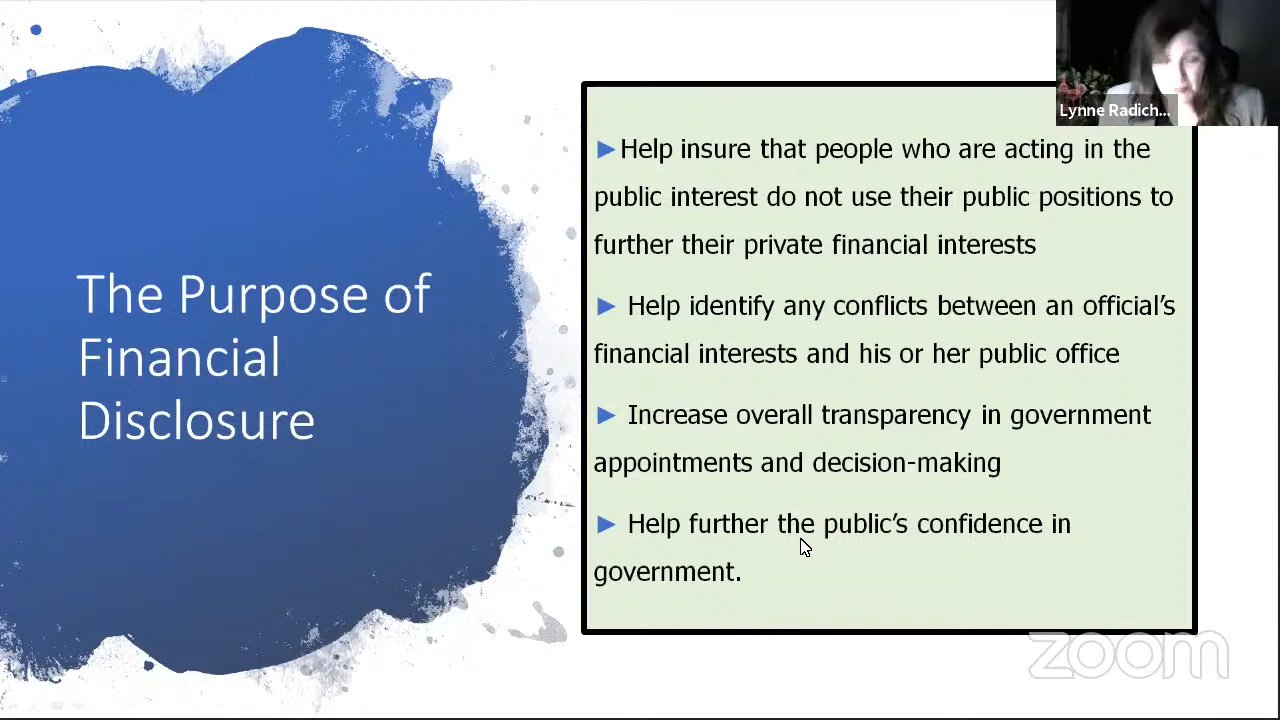 Lynne Radich...
The Purpose of
Financial
Disclosure
►Help insure that people who are acting in the
public interest do not use their public positions to
further their private financial interests
► Help identify any conflicts between an official’s
financial interests and his or her public office
► Increase overall transparency in government
appointments and decision-making
► Help further the public’s confidence in
government.
zoom